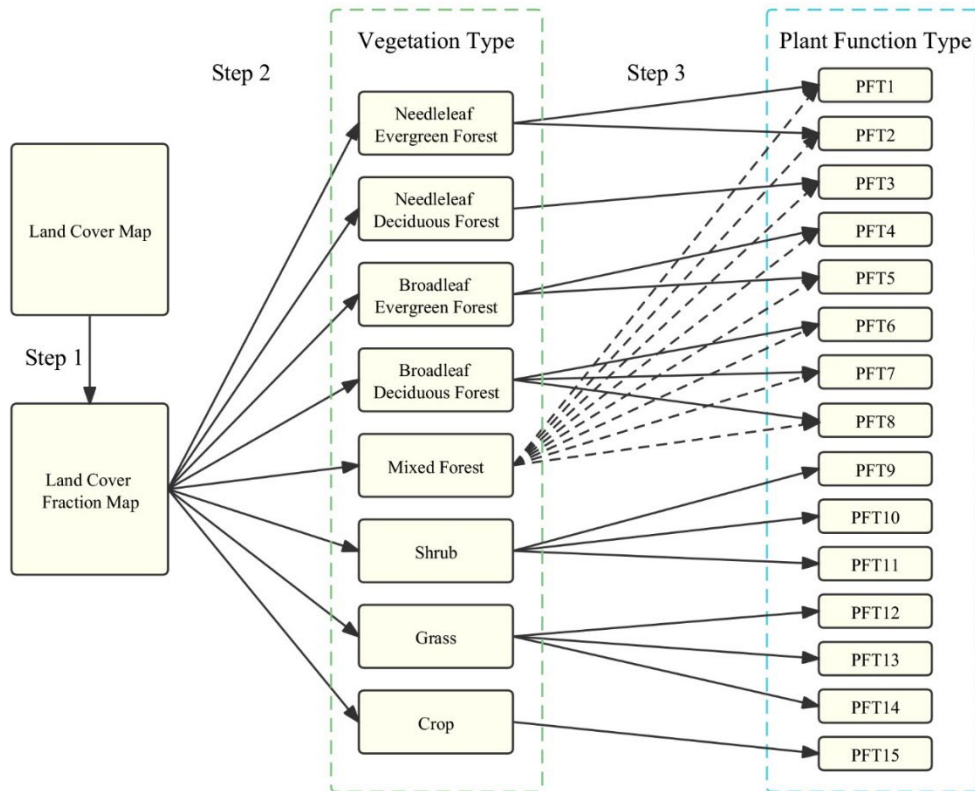 Vegetation Type
Plant Function Type
Step 2
Step 3
Land Cover Map
Step 1
Land Cover
Fraction Map
Needleleaf
Evergreen Forest
Needleleaf
Deciduous Forest
Broadleaf
Evergreen Forest
Broadleaf
Deciduous Forest
Mixed Forest
Shrub
Grass
Crop
PFT1
PFT2
PFT3
PFT4
PFT5
PFT6
PFT7
PFT8
PFT9
PFT10
PFT11
PFT12
PFT13
PFT14
PFT15